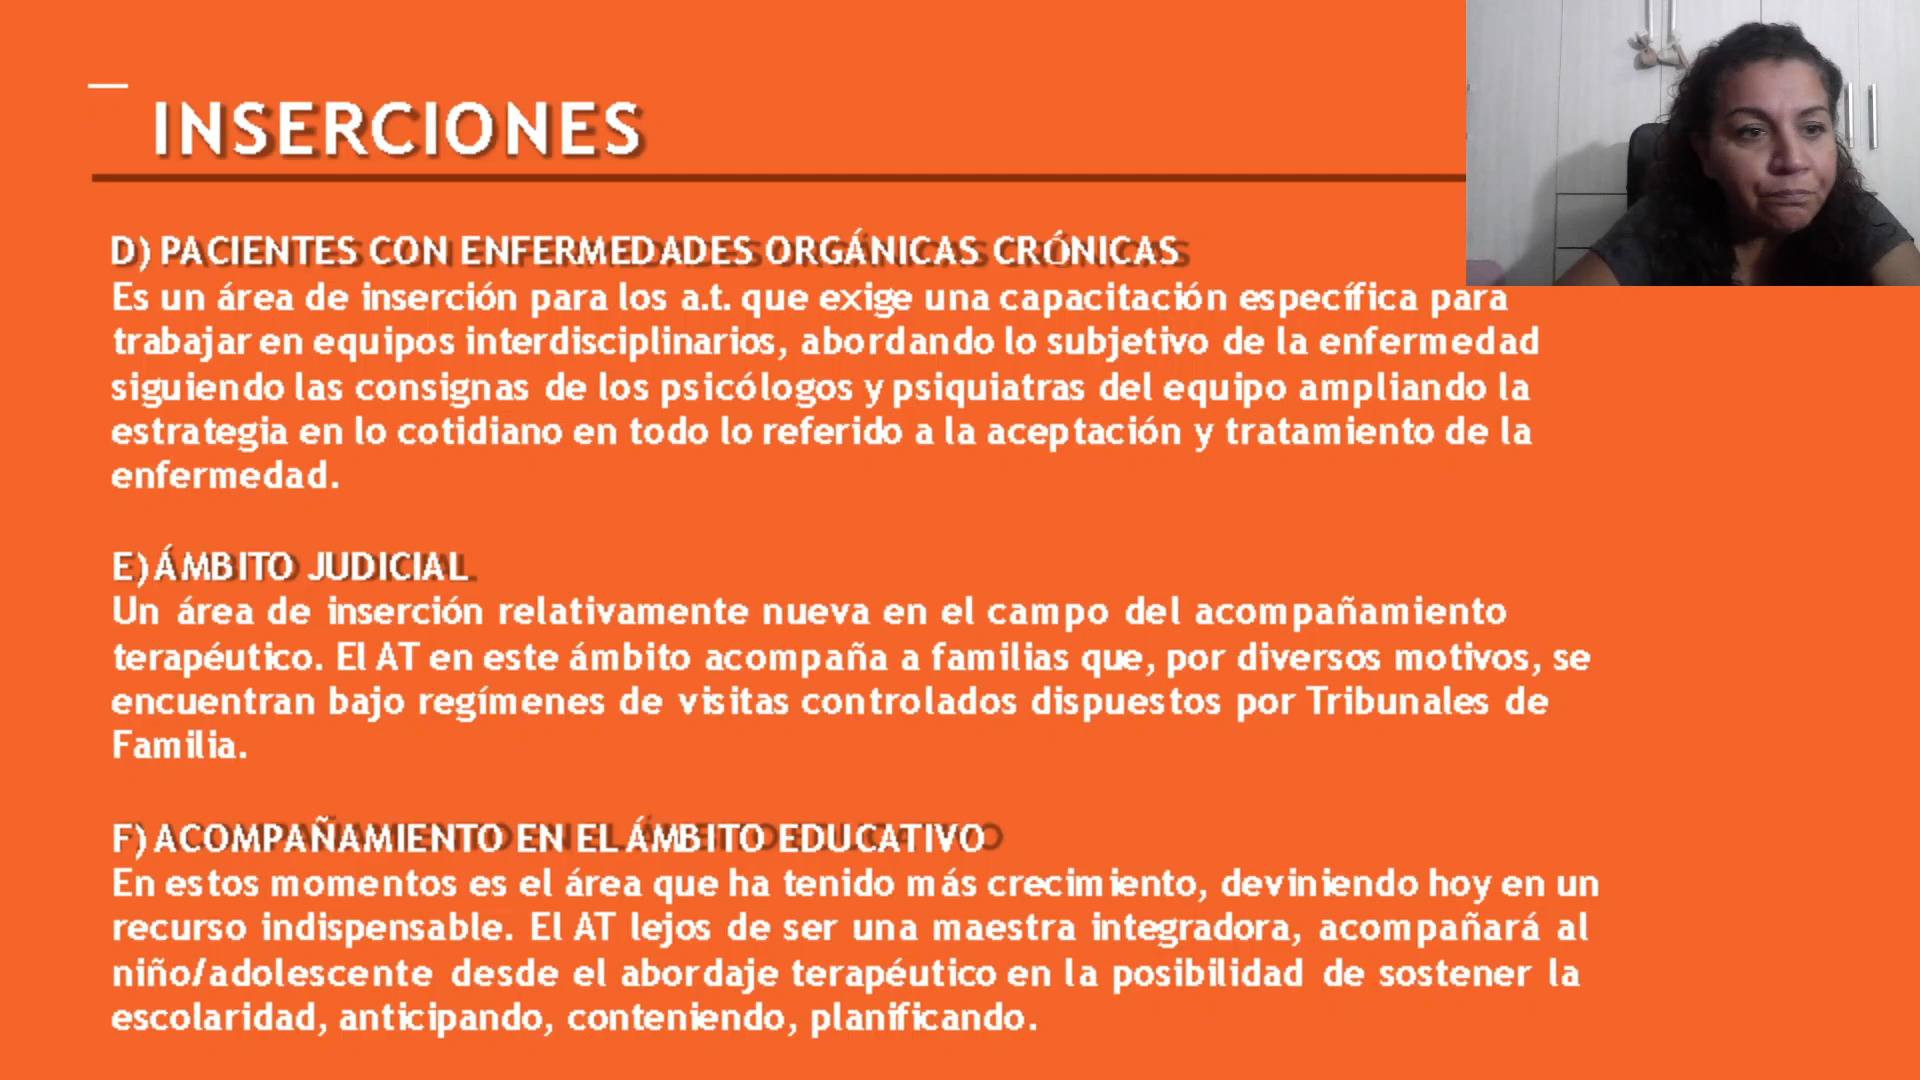 INSERCIONES
D) PACIENTES CON ENFERMEDADES ORGÁNICAS CRÓNICAS
Es un área de inserción para los a.t. que exige una capacitación específica para
trabajar en equipos interdisciplinarios, abordando lo subjetivo de la enfermedad
siguiendo las consignas de los psicólogos y psiquiatras del equipo ampliando la
estrategia en lo cotidiano en todo lo referido a la aceptación y tratamiento de la
enfermedad.
E) ÁMBITO JUDICIAL
Un área de inserción relativamente nueva en el campo del acompañamiento
terapéutico. El AT en este ámbito acompaña a familias que, por diversos motivos, se
encuentran bajo regímenes de visitas controlados dispuestos por Tribunales de
Familia.
F) ACOMPAÑAMIENTO EN EL ÁMBITO EDUCATIVO
En estos momentos es el área que ha tenido más crecimiento, deviniendo hoy en un
recurso indispensable. El AT lejos de ser una maestra integradora, acompañará al
niño/adolescente desde el abordaje terapéutico en la posibilidad de sostener la
escolaridad, anticipando, conteniendo, planificando.